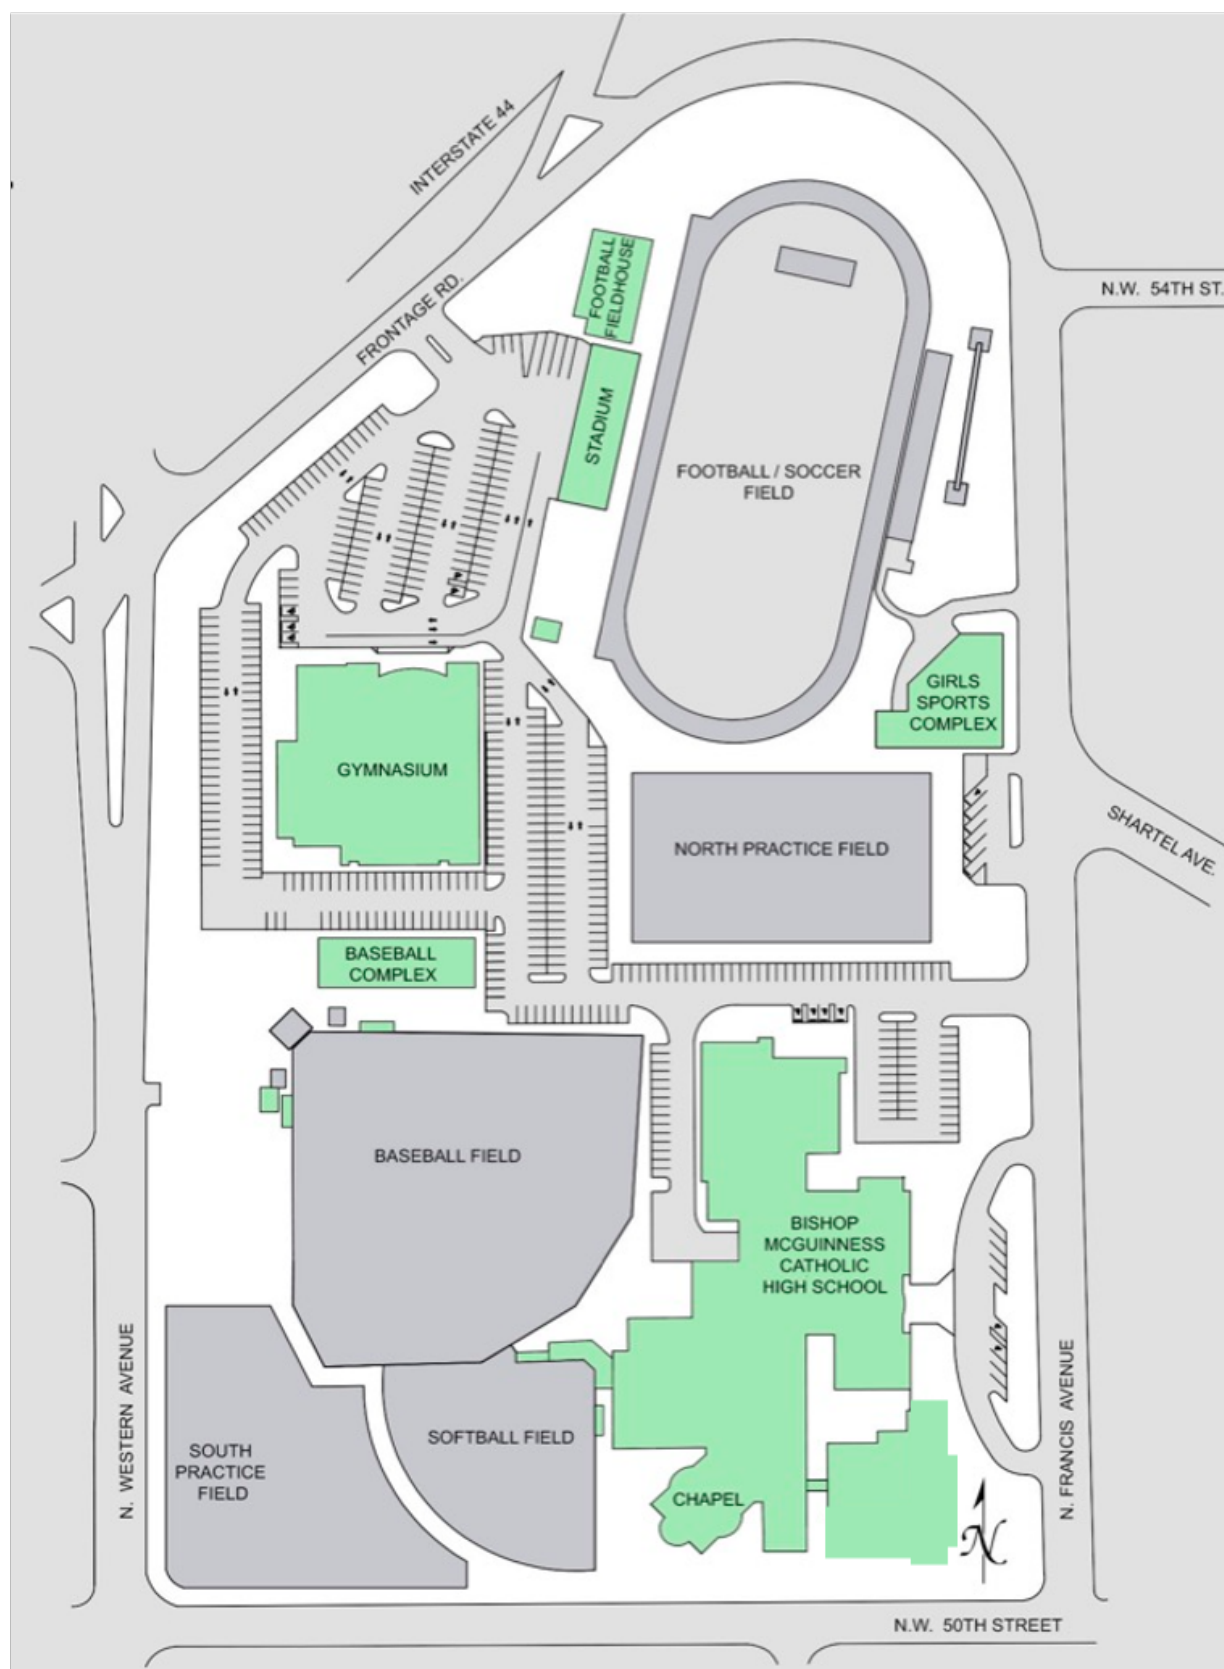 INTERSTATE 44
FRONTAGE RD.
N.W. 54TH ST.
FOOTBALL
FIELDHOUSE
STADIUM
FOOTBALL / SOCCER
FIELD
GIRLS
SPORTS
COMPLEX
GYMNASIUM
NORTH PRACTICE FIELD
SHARTEL AVE.
BASEBALL
COMPLEX
BASEBALL FIELD
BISHOP
MCGUINNESS
CATHOLIC
HIGH SCHOOL
N. WESTERN AVENUE
SOUTH
PRACTICE
FIELD
SOFTBALL FIELD
CHAPEL
N. FRANCIS AVENUE
N
N.W. 50TH STREET